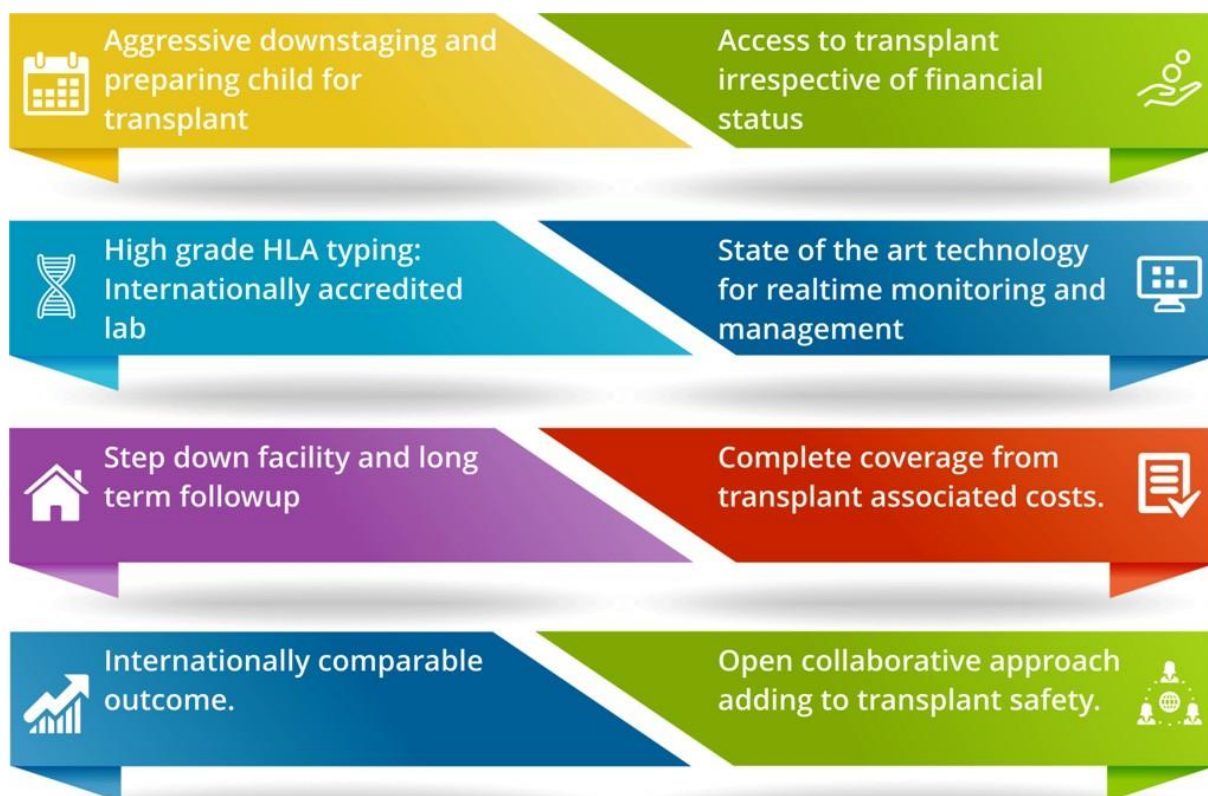 Aggressive downstaging and
preparing child for
transplant
Access to transplant
irrespective of financial
status
High grade HLA typing:
Internationally accredited
lab
State of the art technology
for realtime monitoring and
management
Step down facility and long
term followup
Complete coverage from
transplant associated costs.
Internationally comparable
outcome.
Open collaborative approach
adding to transplant safety.